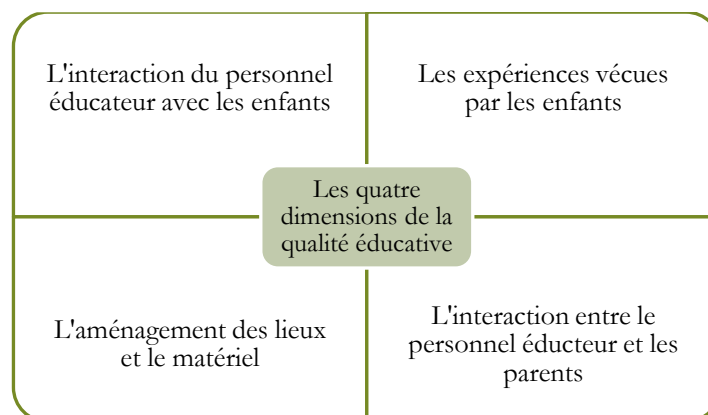 L'interaction du personnel
éducateur avec les enfants
Les expériences vécues
par les enfants
Les quatre
dimensions de la
qualité éducative
L'aménagement des lieux
et le matériel
L'interaction entre le
personnel éducteur et les
parents